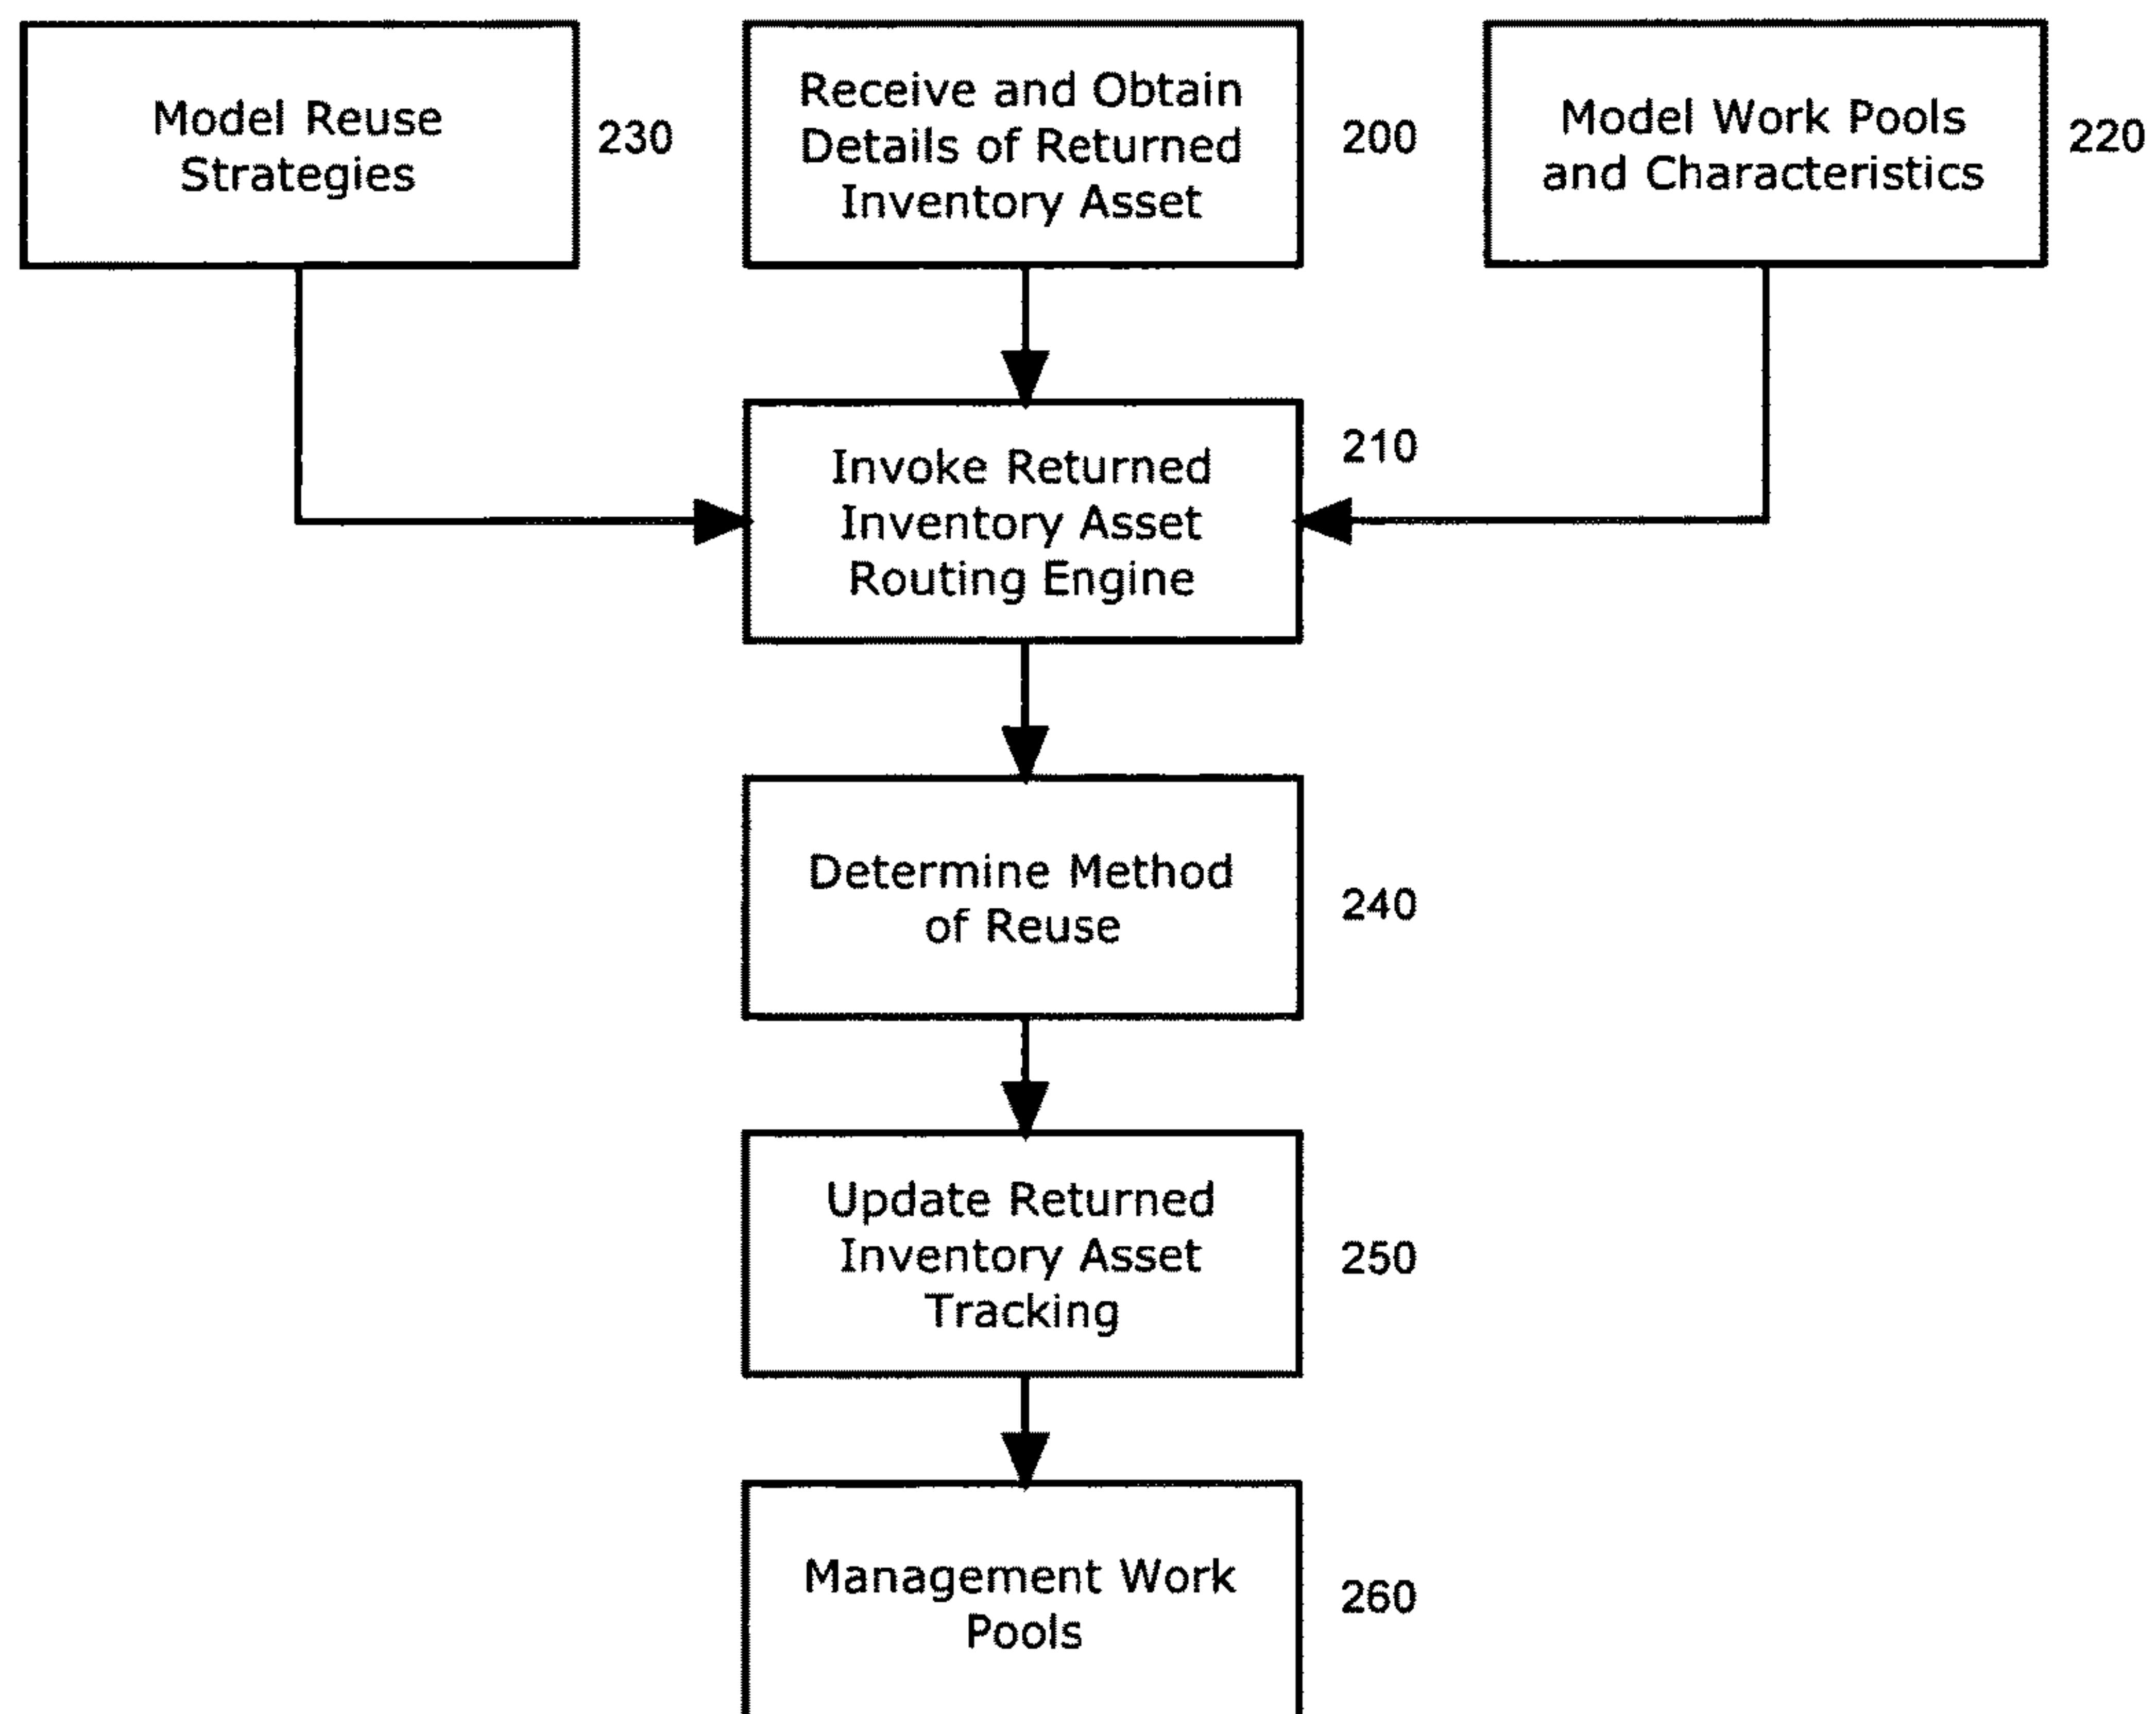 Model Reuse
Strategies
230
Receive and Obtain
Details of Returned
Inventory Asset
200
Model Work Pools
and Characteristics
220
Invoke Returned
Inventory Asset
Routing Engine
210
Determine Method
of Reuse
240
Update Returned
Inventory Asset
Tracking
250
Management Work
Pools
260